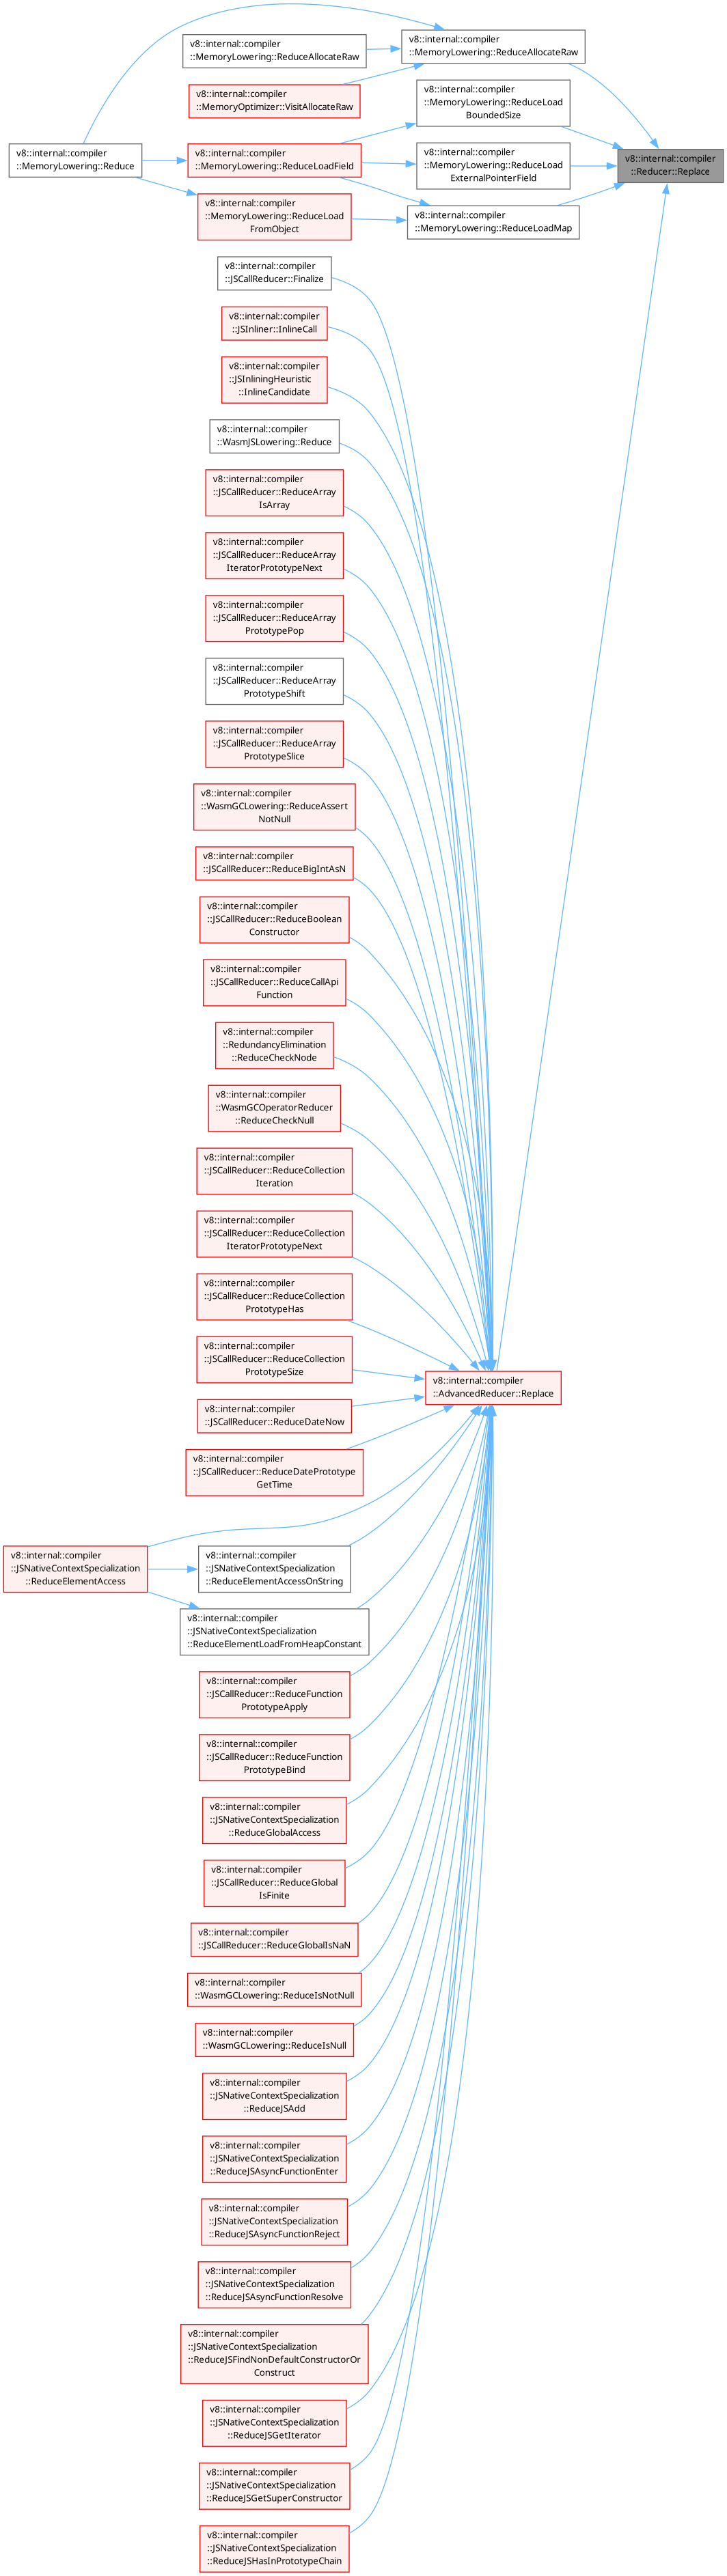 v8::internal::compiler
::MemoryLowering::ReduceAllocateRaw
v8::internal::compiler
::MemoryLowering::ReduceAllocateRaw
v8::internal::compiler
::MemoryOptimizer::VisitAllocateRaw
v8::internal::compiler
::MemoryLowering::ReduceLoad
BoundedSize
v8::internal::compiler
::MemoryLowering::Reduce
v8::internal::compiler
::MemoryLowering::ReduceLoadField
v8::internal::compiler
::MemoryLowering::ReduceLoad
ExternalPointerField
v8::internal::compiler
::Reducer::Replace
v8::internal::compiler
::MemoryLowering::ReduceLoad
FromObject
v8::internal::compiler
::MemoryLowering::ReduceLoadMap
v8::internal::compiler
::JSCallReducer::Finalize
v8::internal::compiler
::JSInliner::InlineCall
v8::internal::compiler
::JSInliningHeuristic
::InlineCandidate
v8::internal::compiler
::WasmJSLowering::Reduce
v8::internal::compiler
::JSCallReducer::ReduceArray
IsArray
v8::internal::compiler
::JSCallReducer::ReduceArray
IteratorPrototypeNext
v8::internal::compiler
::JSCallReducer::ReduceArray
PrototypePop
v8::internal::compiler
::JSCallReducer::ReduceArray
PrototypeShift
v8::internal::compiler
::JSCallReducer::ReduceArray
PrototypeSlice
v8::internal::compiler
::WasmGCLowering::ReduceAssert
NotNull
v8::internal::compiler
::JSCallReducer::ReduceBigIntAsN
v8::internal::compiler
::JSCallReducer::ReduceBoolean
Constructor
v8::internal::compiler
::JSCallReducer::ReduceCallApi
Function
v8::internal::compiler
::RedundancyElimination
::ReduceCheckNode
v8::internal::compiler
::WasmGCOperatorReducer
::ReduceCheckNull
v8::internal::compiler
::JSCallReducer::ReduceCollection
Iteration
v8::internal::compiler
::JSCallReducer::ReduceCollection
IteratorPrototypeNext
v8::internal::compiler
::JSCallReducer::ReduceCollection
PrototypeHas
v8::internal::compiler
::JSCallReducer::ReduceCollection
PrototypeSize
v8::internal::compiler
::AdvancedReducer::Replace
v8::internal::compiler
::JSCallReducer::ReduceDateNow
v8::internal::compiler
::JSCallReducer::ReduceDatePrototype
GetTime
v8::internal::compiler
::JSNativeContextSpecialization
::ReduceElementAccess
v8::internal::compiler
::JSNativeContextSpecialization
::ReduceElementAccessOnString
v8::internal::compiler
::JSNativeContextSpecialization
::ReduceElementLoadFromHeapConstant
v8::internal::compiler
::JSCallReducer::ReduceFunction
PrototypeApply
v8::internal::compiler
::JSCallReducer::ReduceFunction
PrototypeBind
v8::internal::compiler
::JSNativeContextSpecialization
::ReduceGlobalAccess
v8::internal::compiler
::JSCallReducer::ReduceGlobal
IsFinite
v8::internal::compiler
::JSCallReducer::ReduceGlobalIsNaN
v8::internal::compiler
::WasmGCLowering::ReduceIsNotNull
v8::internal::compiler
::WasmGCLowering::ReduceIsNull
v8::internal::compiler
::JSNativeContextSpecialization
::ReduceJSAdd
v8::internal::compiler
::JSNativeContextSpecialization
::ReduceJSAsyncFunctionEnter
v8::internal::compiler
::JSNativeContextSpecialization
::ReduceJSAsyncFunctionReject
v8::internal::compiler
::JSNativeContextSpecialization
::ReduceJSAsyncFunctionResolve
v8::internal::compiler
::JSNativeContextSpecialization
::ReduceJSFindNonDefaultConstructorOr
Construct
v8::internal::compiler
::JSNativeContextSpecialization
::ReduceJSGetIterator
v8::internal::compiler
::JSNativeContextSpecialization
::ReduceJSGetSuperConstructor
v8::internal::compiler
::JSNativeContextSpecialization
::ReduceJSHasInPrototypeChain